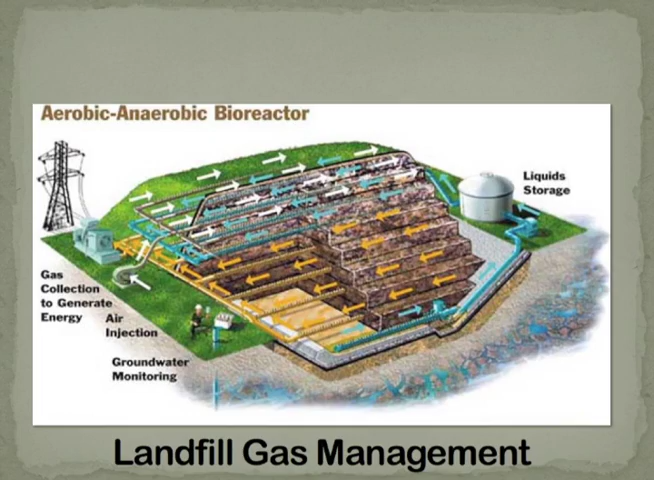 Aerobic-Anaerobic Bioreactor
Liquids
Storage
Gas
Collection
to Generate
Energy
Air
Injection
Groundwater
Monitoring
Landfill Gas Management